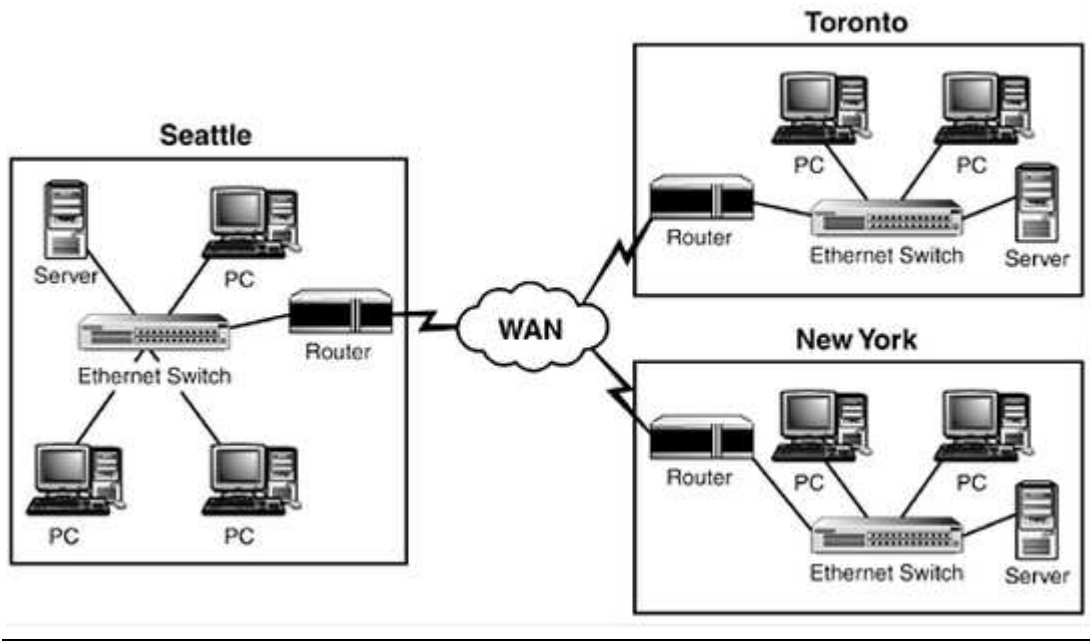 Seattle
Server
PC
Ethernet Switch
Router
PC
PC
WAN
Toronto
PC
PC
Router
Ethernet Switch
Server
New York
Router
PC
PC
Ethernet Switch
Server